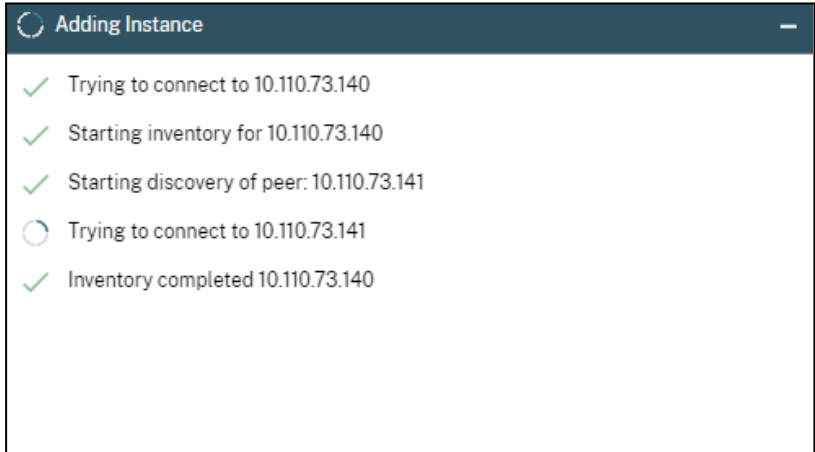 Adding Instance
Trying to connect to 10.110.73.140
Starting inventory for 10.110.73.140
Starting discovery of peer: 10.110.73.141
Trying to connect to 10.110.73.141
Inventory completed 10.110.73.140